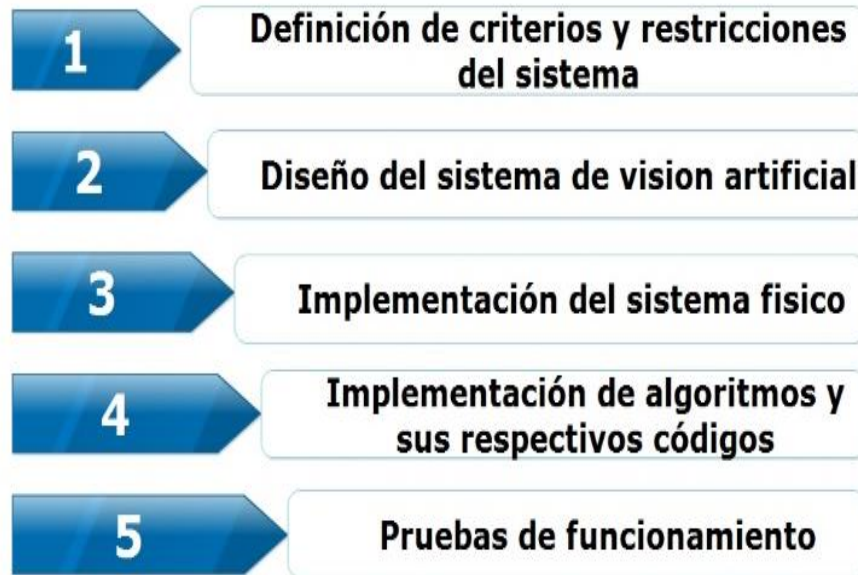 1
Definición de criterios y restricciones
del sistema
2
Diseño del sistema de vision artificial
3
Implementación del sistema fisico
4
Implementación de algoritmos y
sus respectivos códigos
5
Pruebas de funcionamiento